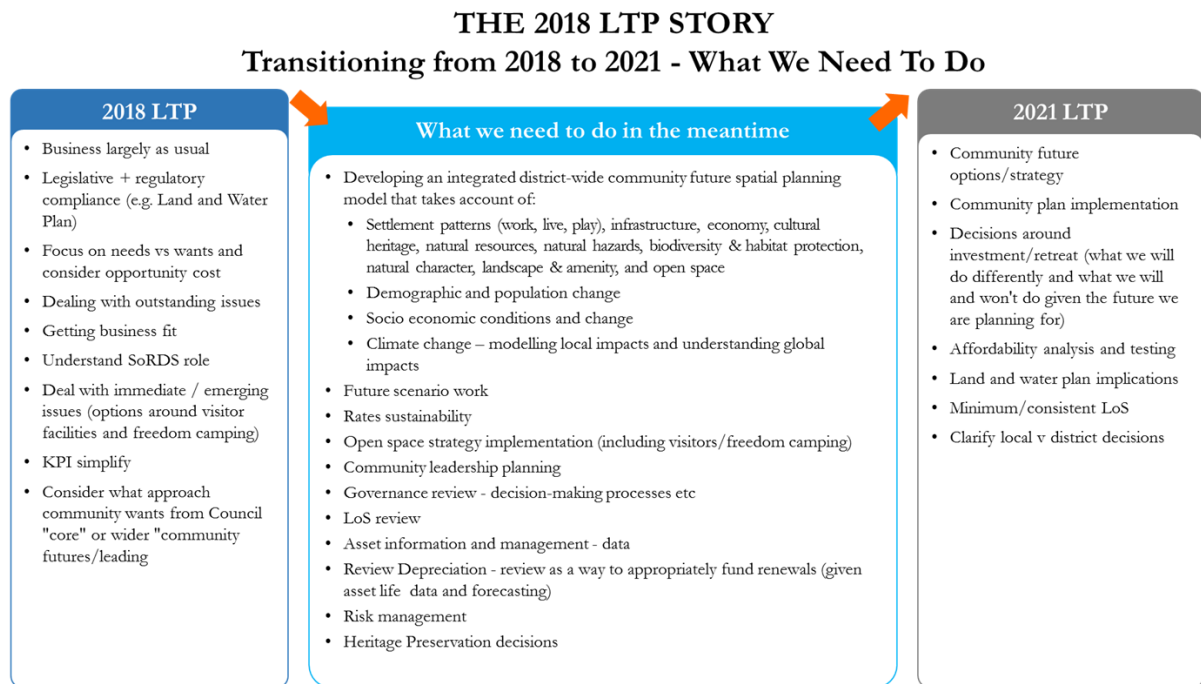 THE 2018 LTP STORY
Transitioning from 2018 to 2021 - What We Need To Do
2018 LTP
• Business largely as usual
• Legislative + regulatory
compliance (e.g. Land and Water
Plan)
• Focus on needs vs wants and
consider opportunity cost
• Dealing with outstanding issues
• Getting business fit
• Understand SoRDS role
• Deal with immediate / emerging
issues (options around visitor
facilities and freedom camping)
• KPI simplify
• Consider what approach
community wants from Council
"core" or wider "community
futures/leading
What we need to do in the meantime
• Developing an integrated district-wide community future spatial planning
model that takes account of:
• Settlement patterns (work, live, play), infrastructure, economy, cultural
heritage, natural resources, natural hazards, biodiversity & habitat protection,
natural character, landscape & amenity, and open space
• Demographic and population change
• Socio economic conditions and change
• Climate change – modelling local impacts and understanding global
impacts
• Future scenario work
• Rates sustainability
• Open space strategy implementation (including visitors/freedom camping)
• Community leadership planning
• Governance review - decision-making processes etc
• LoS review
• Asset information and management - data
• Review Depreciation - review as a way to appropriately fund renewals (given
asset life data and forecasting)
• Risk management
• Heritage Preservation decisions
2021 LTP
• Community future
options/strategy
• Community plan implementation
• Decisions around
investment/retreat (what we will
do differently and what we will
and won't do given the future we
are planning for)
• Affordability analysis and testing
• Land and water plan implications
• Minimum/consistent LoS
• Clarify local v district decisions